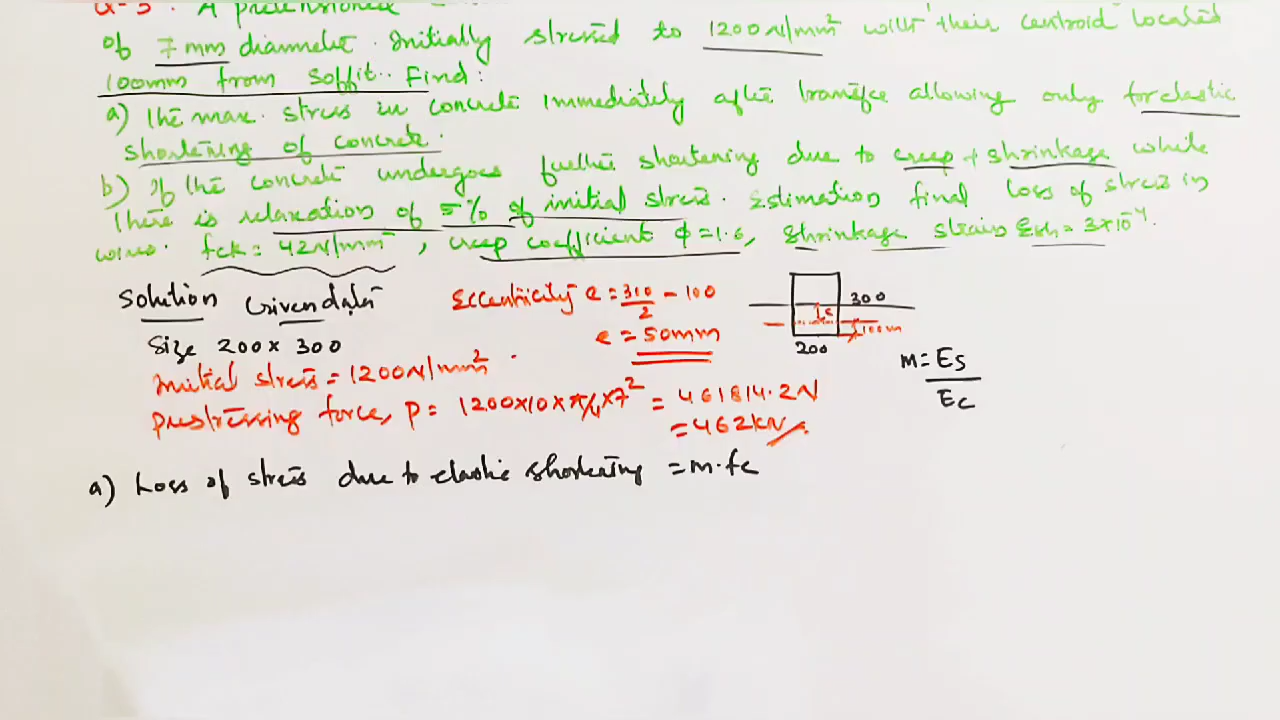 Q-3 A pretensioned
of 7mm diameter. Initially stressed to 1200N/mm² with their centroid located
100mm from soffit. Find:
a) The max. stress in concrete immediately after transfer allowing only for elastic
shortening of concrete.
b) If the concrete undergoes further shortening due to creep & shrinkage while
there is relaxation of 5% of initial stress. Estimation final loss of stress in
wires. fck = 42N/mm², creep coefficient φ = 1.6, shrinkage strain Esh = 3×10⁻⁴.
Solution Given data
Size 200 × 300
Eccentricity e = 300/2 - 100
e = 50mm
300
e
100m
200
Initial stress = 1200N/mm²
prestressing force, P = 1200×10×π/4×7² = 461814.2N
= 462kN
m = Es/Ec
a) Loss of stress due to elastic shortening = m.fc